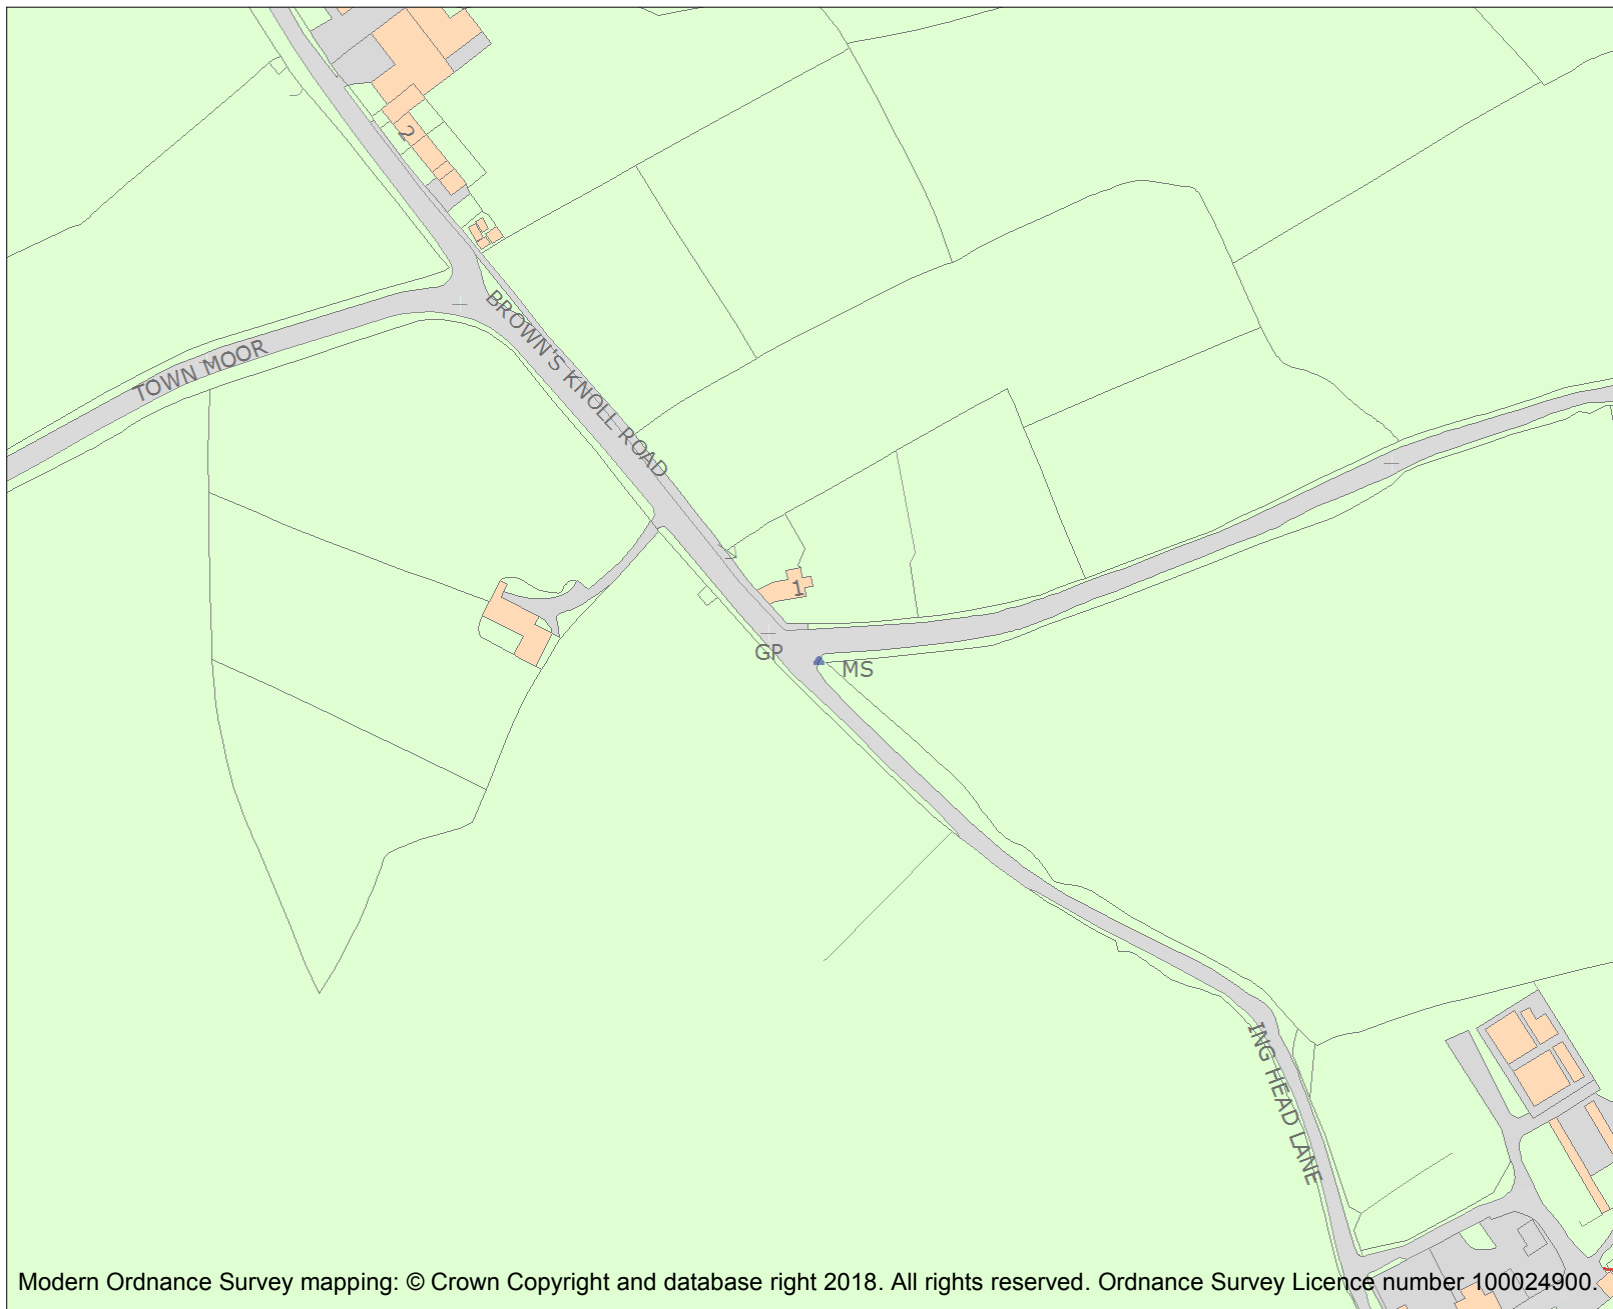 2
BROWN'S KNOLL ROAD
TOWN MOOR
1
GP
MS
ING HEAD LANE
Modern Ordnance Survey mapping: © Crown Copyright and database right 2018. All rights reserved. Ordnance Survey Licence number 100024900.